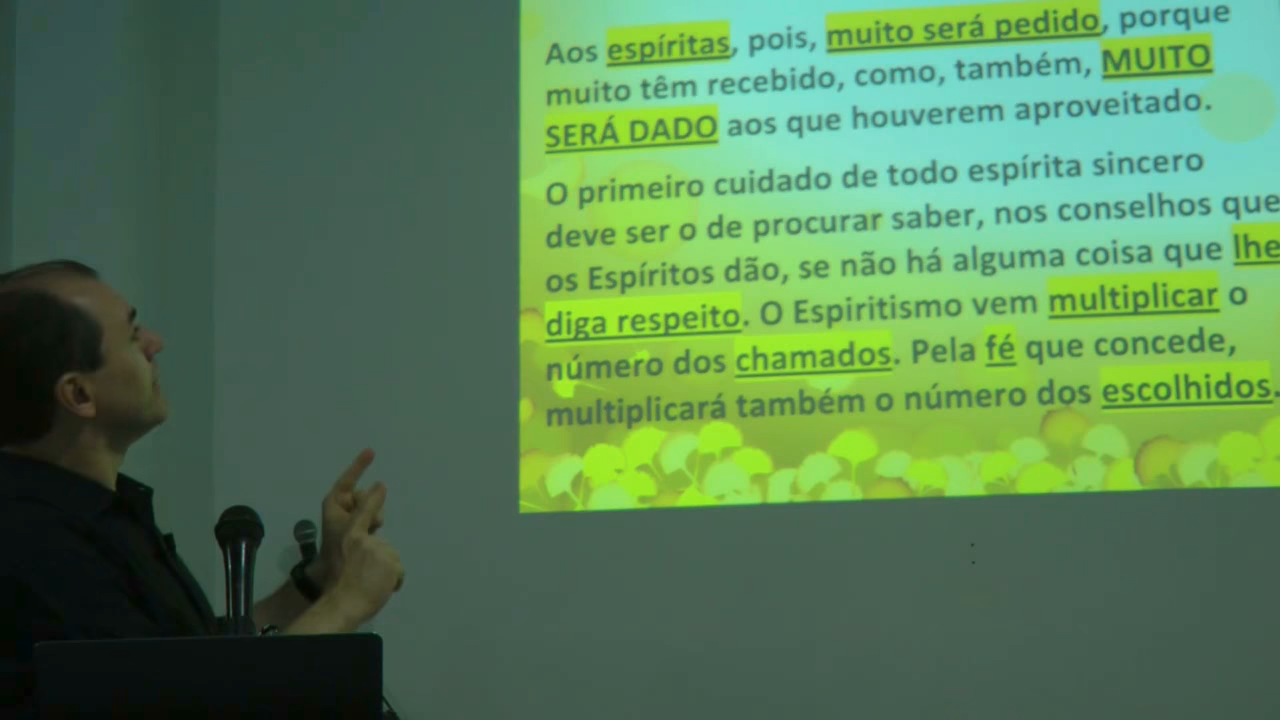 Aos espíritas, pois, muito será pedido, porque
muito têm recebido, como, também, MUITO
SERÁ DADO aos que houverem aproveitado.
O primeiro cuidado de todo espírita sincero
deve ser o de procurar saber, nos conselhos que
os Espíritos dão, se não há alguma coisa que lhe
diga respeito. O Espiritismo vem multiplicar o
número dos chamados. Pela fé que concede,
multiplicará também o número dos escolhidos.